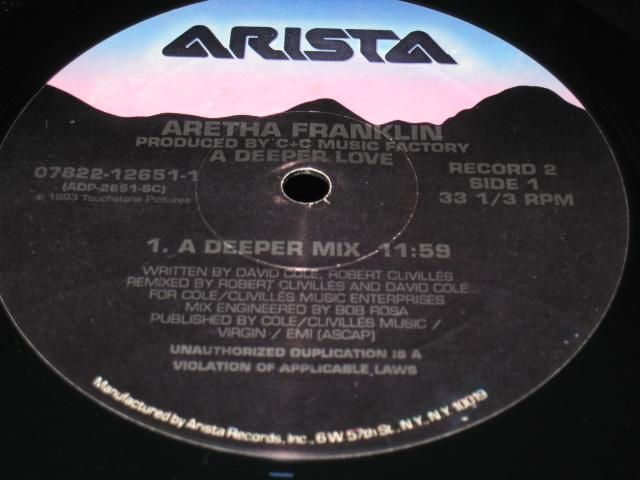 ARISTA
ARETHA FRANKLIN
PRODUCED BY C+C MUSIC FACTORY
A DEEPER LOVE
07822-12651-1
(ADP-2651-SC)
℗ 1993 Touchstone Pictures
RECORD 2
SIDE 1
33 1/3 RPM
1. A DEEPER MIX 11:59
WRITTEN BY DAVID COLE, ROBERT CLIVILLÉS
REMIXED BY ROBERT CLIVILLÉS AND DAVID COLE
FOR COLE/CLIVILLÉS MUSIC ENTERPRISES
MIX ENGINEERED BY BOB ROSA
PUBLISHED BY COLE/CLIVILLÉS MUSIC /
VIRGIN / EMI (ASCAP)
UNAUTHORIZED DUPLICATION IS A
VIOLATION OF APPLICABLE LAWS
Manufactured by Arista Records, Inc., 6 W. 57th St., N.Y., N.Y. 10019